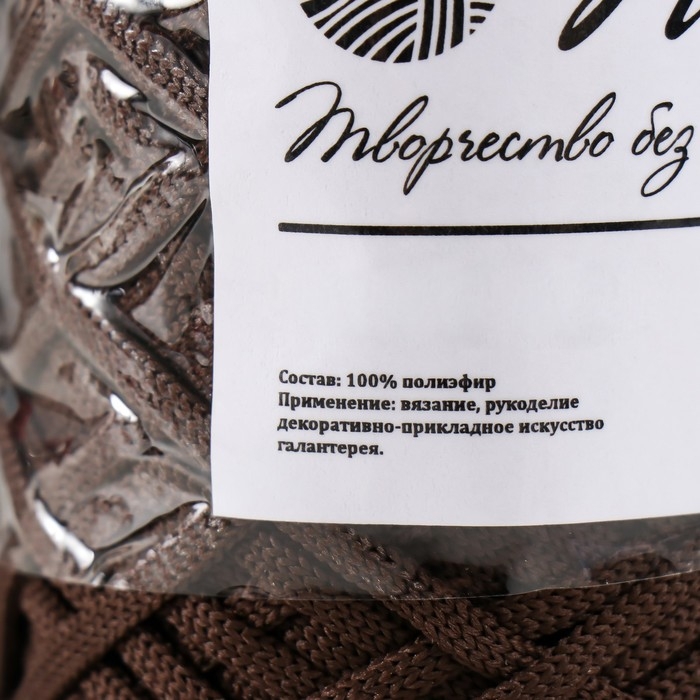 Творчество без
Состав: 100% полиэфир
Применение: вязание, рукоделие
декоративно-прикладное искусство
галантерея.